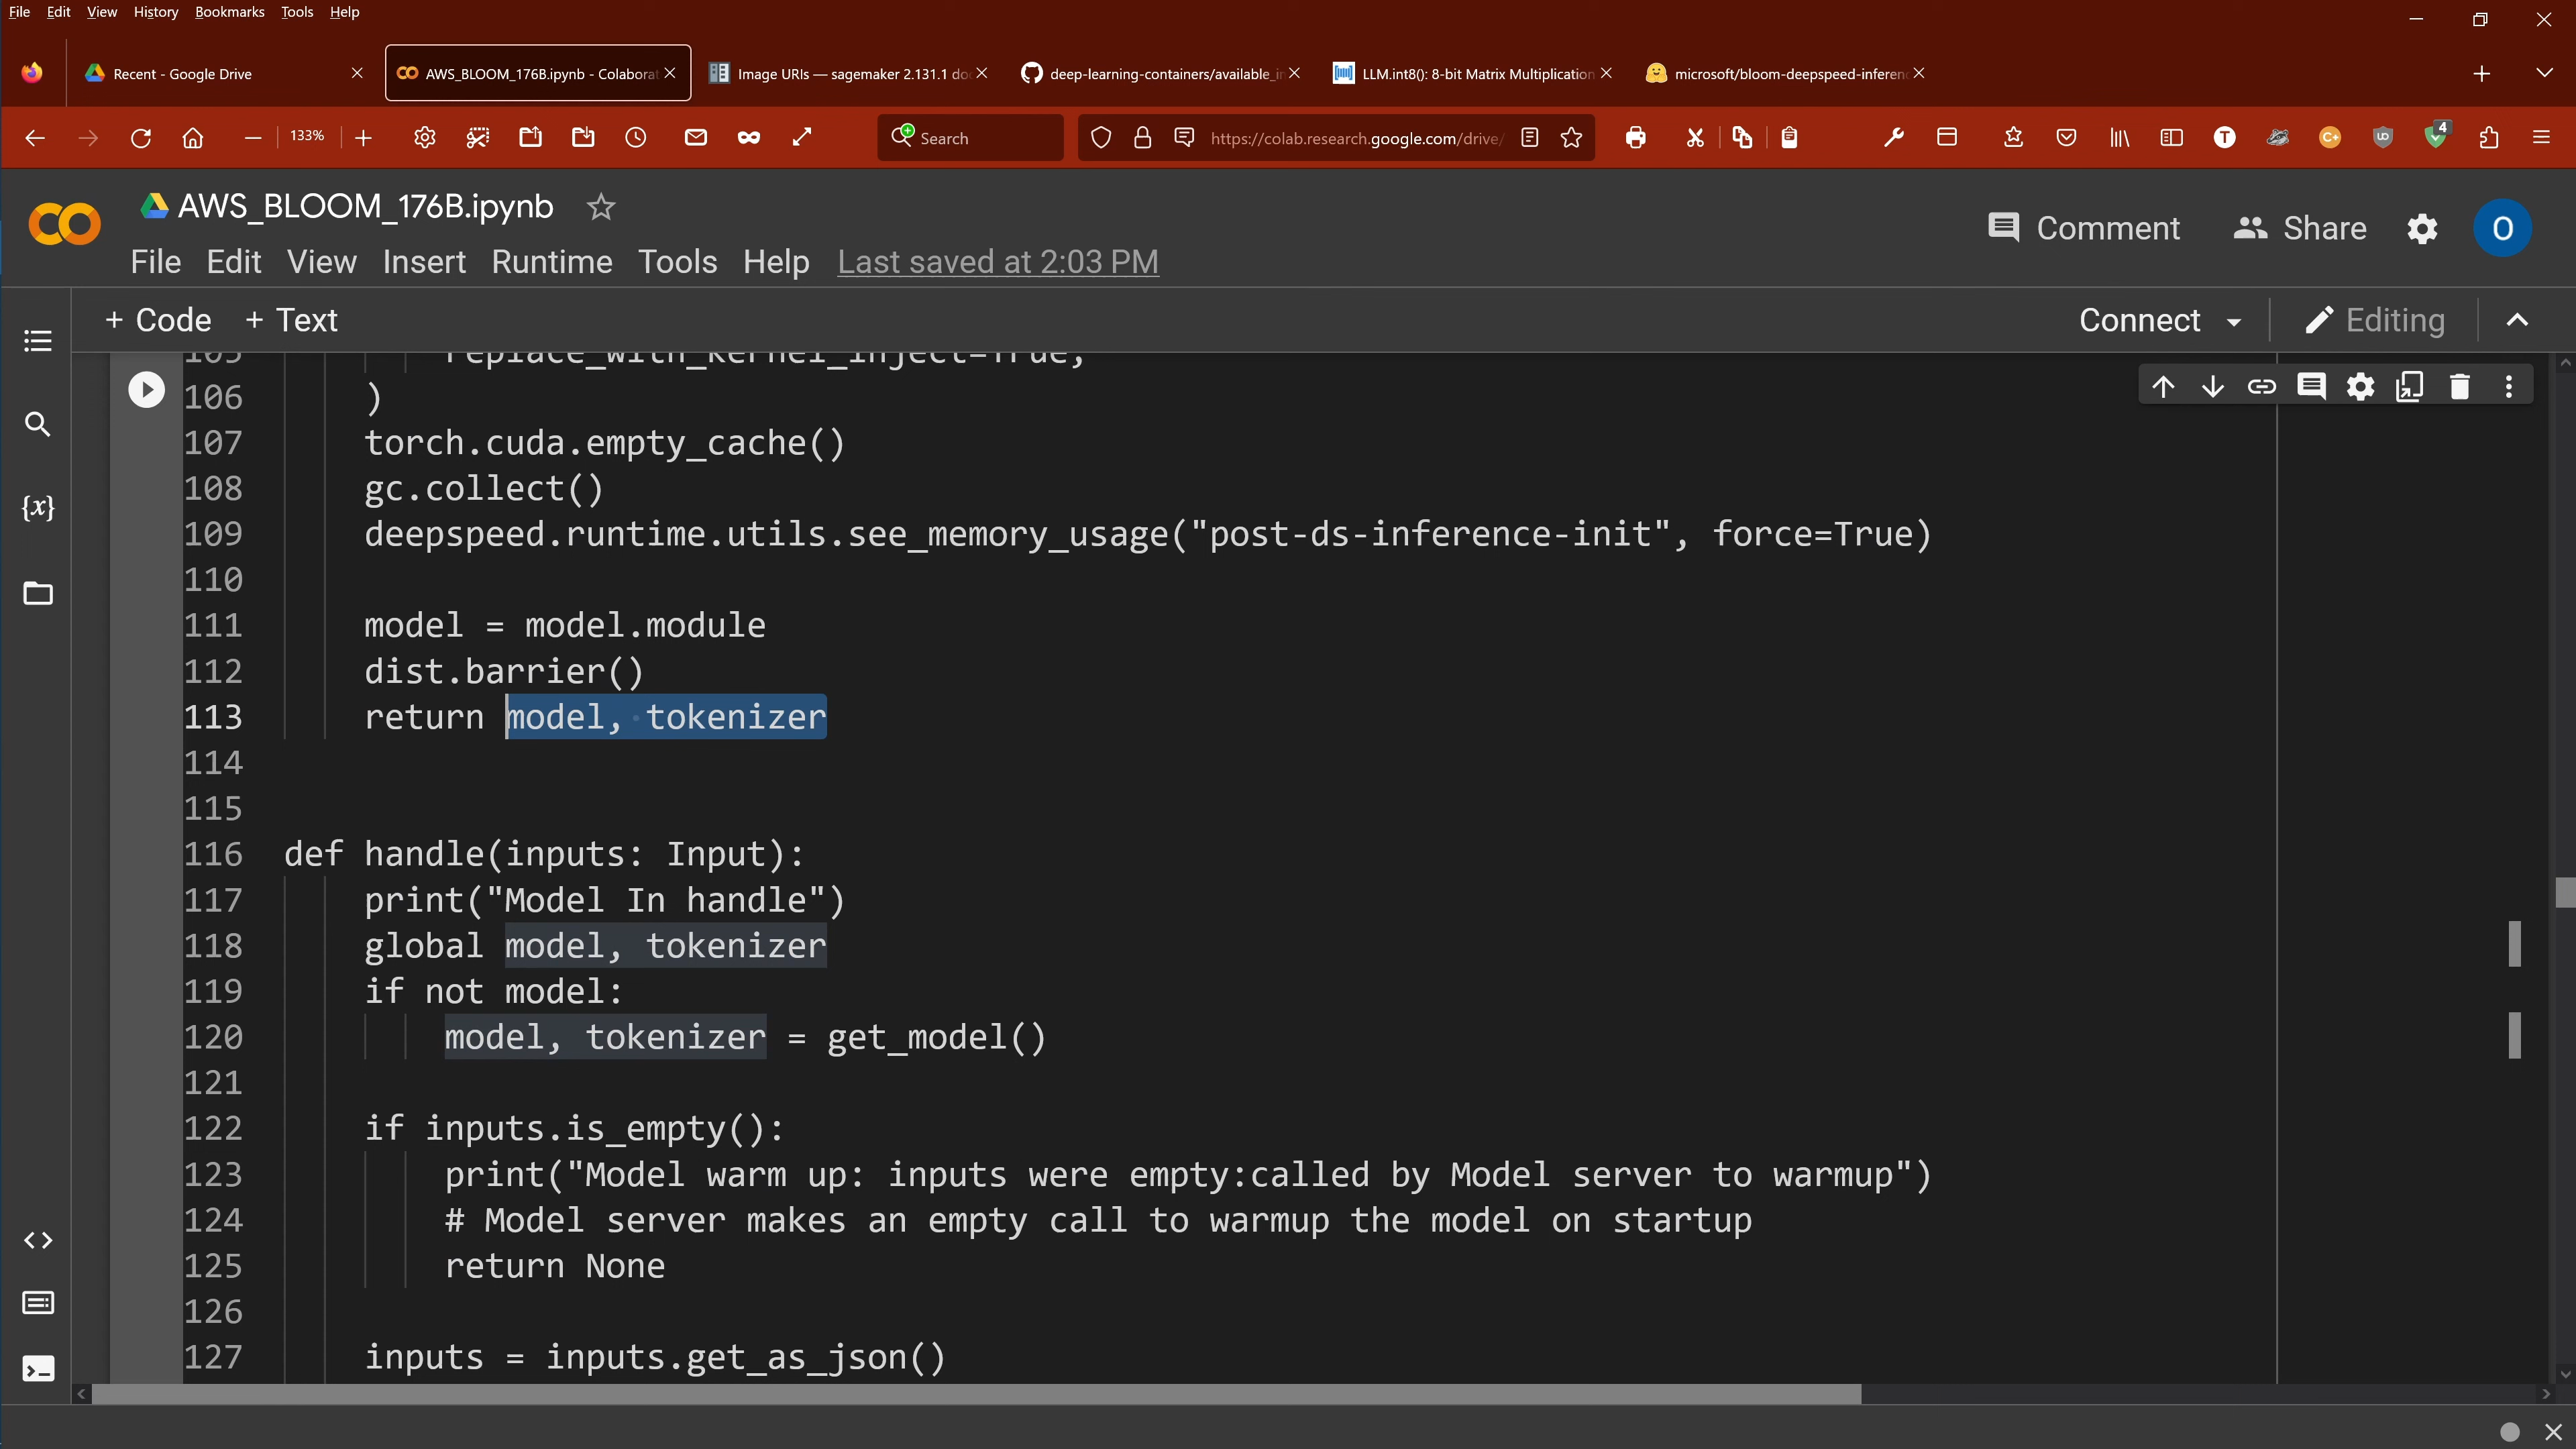 File Edit View History Bookmarks Tools Help
Recent - Google Drive
AWS_BLOOM_176B.ipynb - Colaborat
Image URIs — sagemaker 2.131.1 do
deep-learning-containers/available_i
LLM.int8(): 8-bit Matrix Multiplication
microsoft/bloom-deepspeed-inferen
133%
Search
https://colab.research.google.com/drive/
T
4
AWS_BLOOM_176B.ipynb
Comment
Share
O
File Edit View Insert Runtime Tools Help Last saved at 2:03 PM
+ Code + Text
Connect
Editing
105 replace_with_kernel_inject=True,
106 )
107 torch.cuda.empty_cache()
108 gc.collect()
109 deepspeed.runtime.utils.see_memory_usage("post-ds-inference-init", force=True)
110
111 model = model.module
112 dist.barrier()
113 return model, tokenizer
114
115
116 def handle(inputs: Input):
117 print("Model In handle")
118 global model, tokenizer
119 if not model:
120 model, tokenizer = get_model()
121
122 if inputs.is_empty():
123 print("Model warm up: inputs were empty:called by Model server to warmup")
124 # Model server makes an empty call to warmup the model on startup
125 return None
126
127 inputs = inputs.get_as_json()